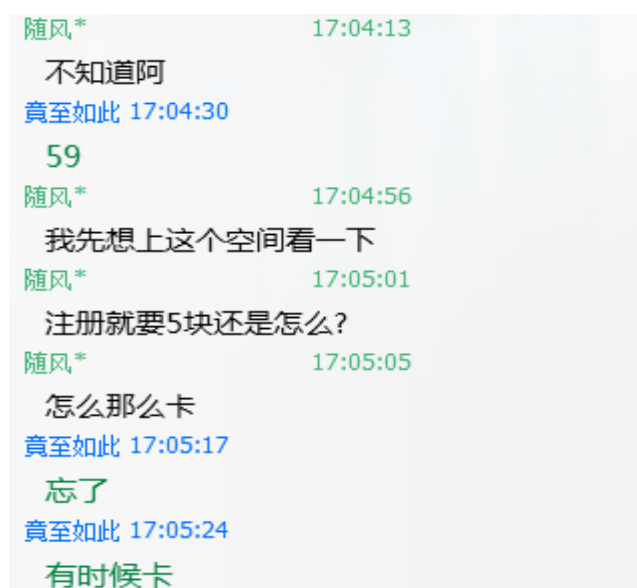 随风* 17:04:13
不知道阿
竟至如此 17:04:30
59
随风* 17:04:56
我先想上这个空间看一下
随风* 17:05:01
注册就要5块还是怎么?
随风* 17:05:05
怎么那么卡
竟至如此 17:05:17
忘了
竟至如此 17:05:24
有时候卡